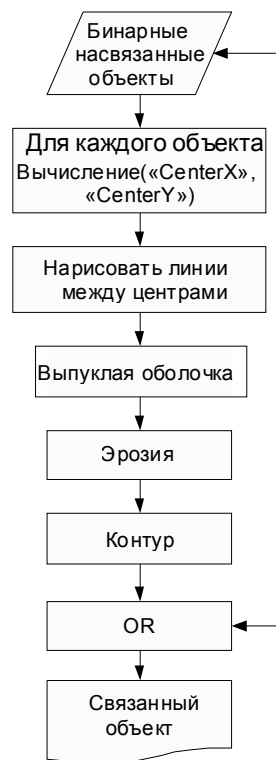 Бинарные
насвязанные
объекты
Для каждого объекта
Вычисление(«CenterX»,
«CenterY»)
Нарисовать линии
между центрами
Выпуклая оболочка
Эрозия
Контур
OR
Связанный
объект